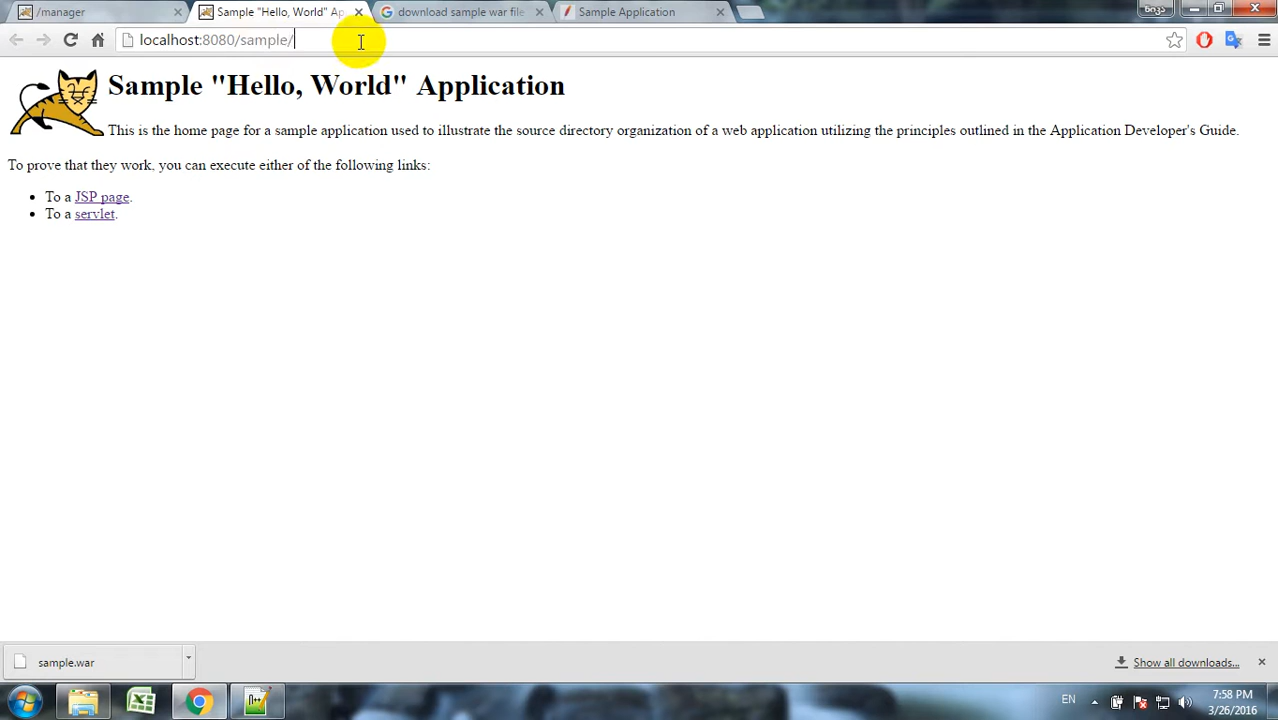 /manager
Sample "Hello, World" Ap
download sample war file
Sample Application
ნიკა
localhost:8080/sample/
Sample "Hello, World" Application
This is the home page for a sample application used to illustrate the source directory organization of a web application utilizing the principles outlined in the Application Developer's Guide.
To prove that they work, you can execute either of the following links:
• To a JSP page.
• To a servlet.
sample.war
Show all downloads...
EN
7:58 PM
3/26/2016